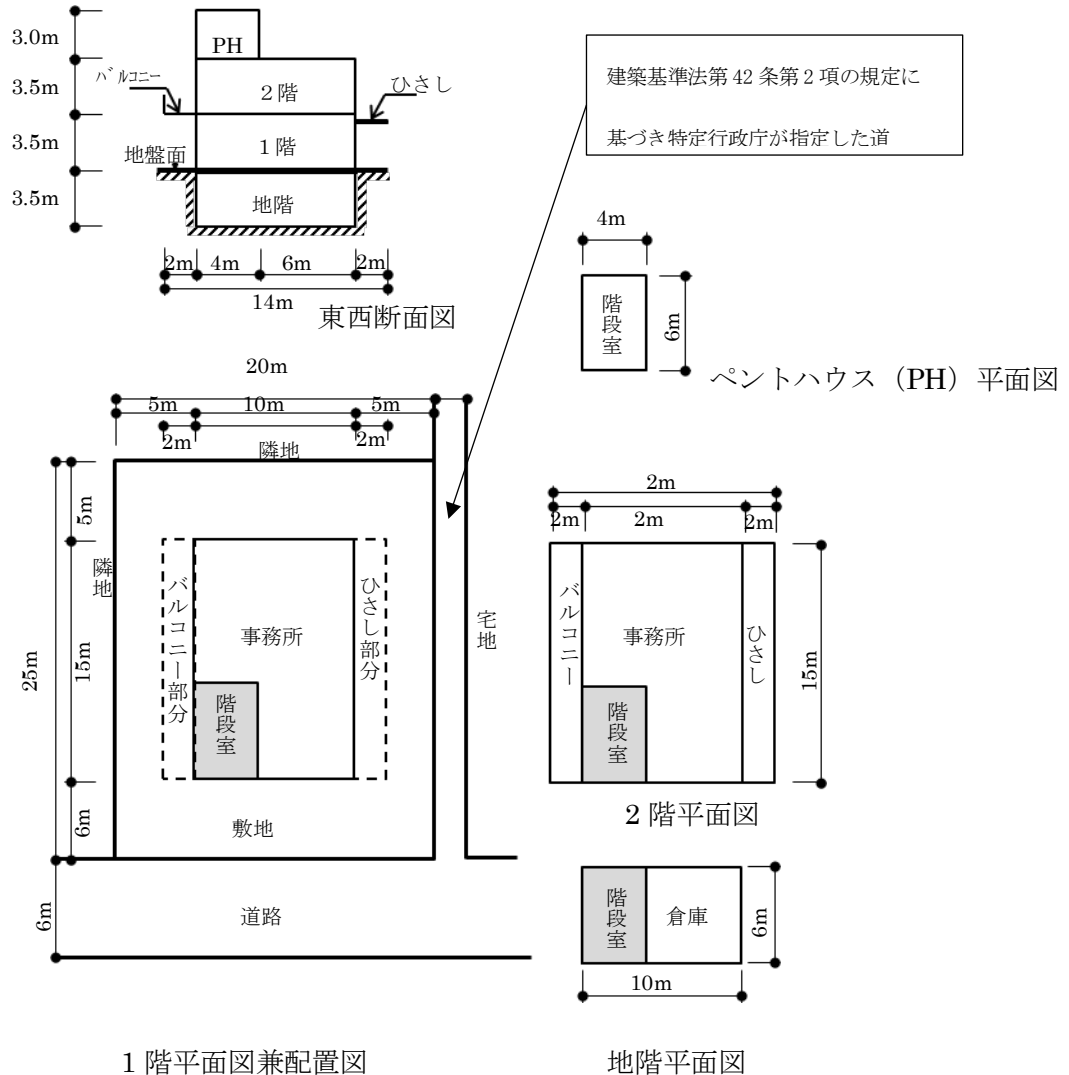 3.0m
3.5m
3.5m
3.5m
PH
2階
1階
地階
バルコニー
ひさし
地盤面
2m
4m
6m
2m
14m
東西断面図
建築基準法第 42 条第 2 項の規定に
基づき特定行政庁が指定した道
4m
階段室
6m
ペントハウス（PH）平面図
20m
5m
10m
5m
2m
2m
隣地
25m
5m
15m
6m
6m
隣地
バルコニー部分
事務所
ひさし部分
階段室
敷地
宅地
道路
1 階平面図兼配置図
2m
2m
2m
2m
バルコニー
事務所
ひさし
階段室
15m
2 階平面図
階段室
倉庫
6m
10m
地階平面図